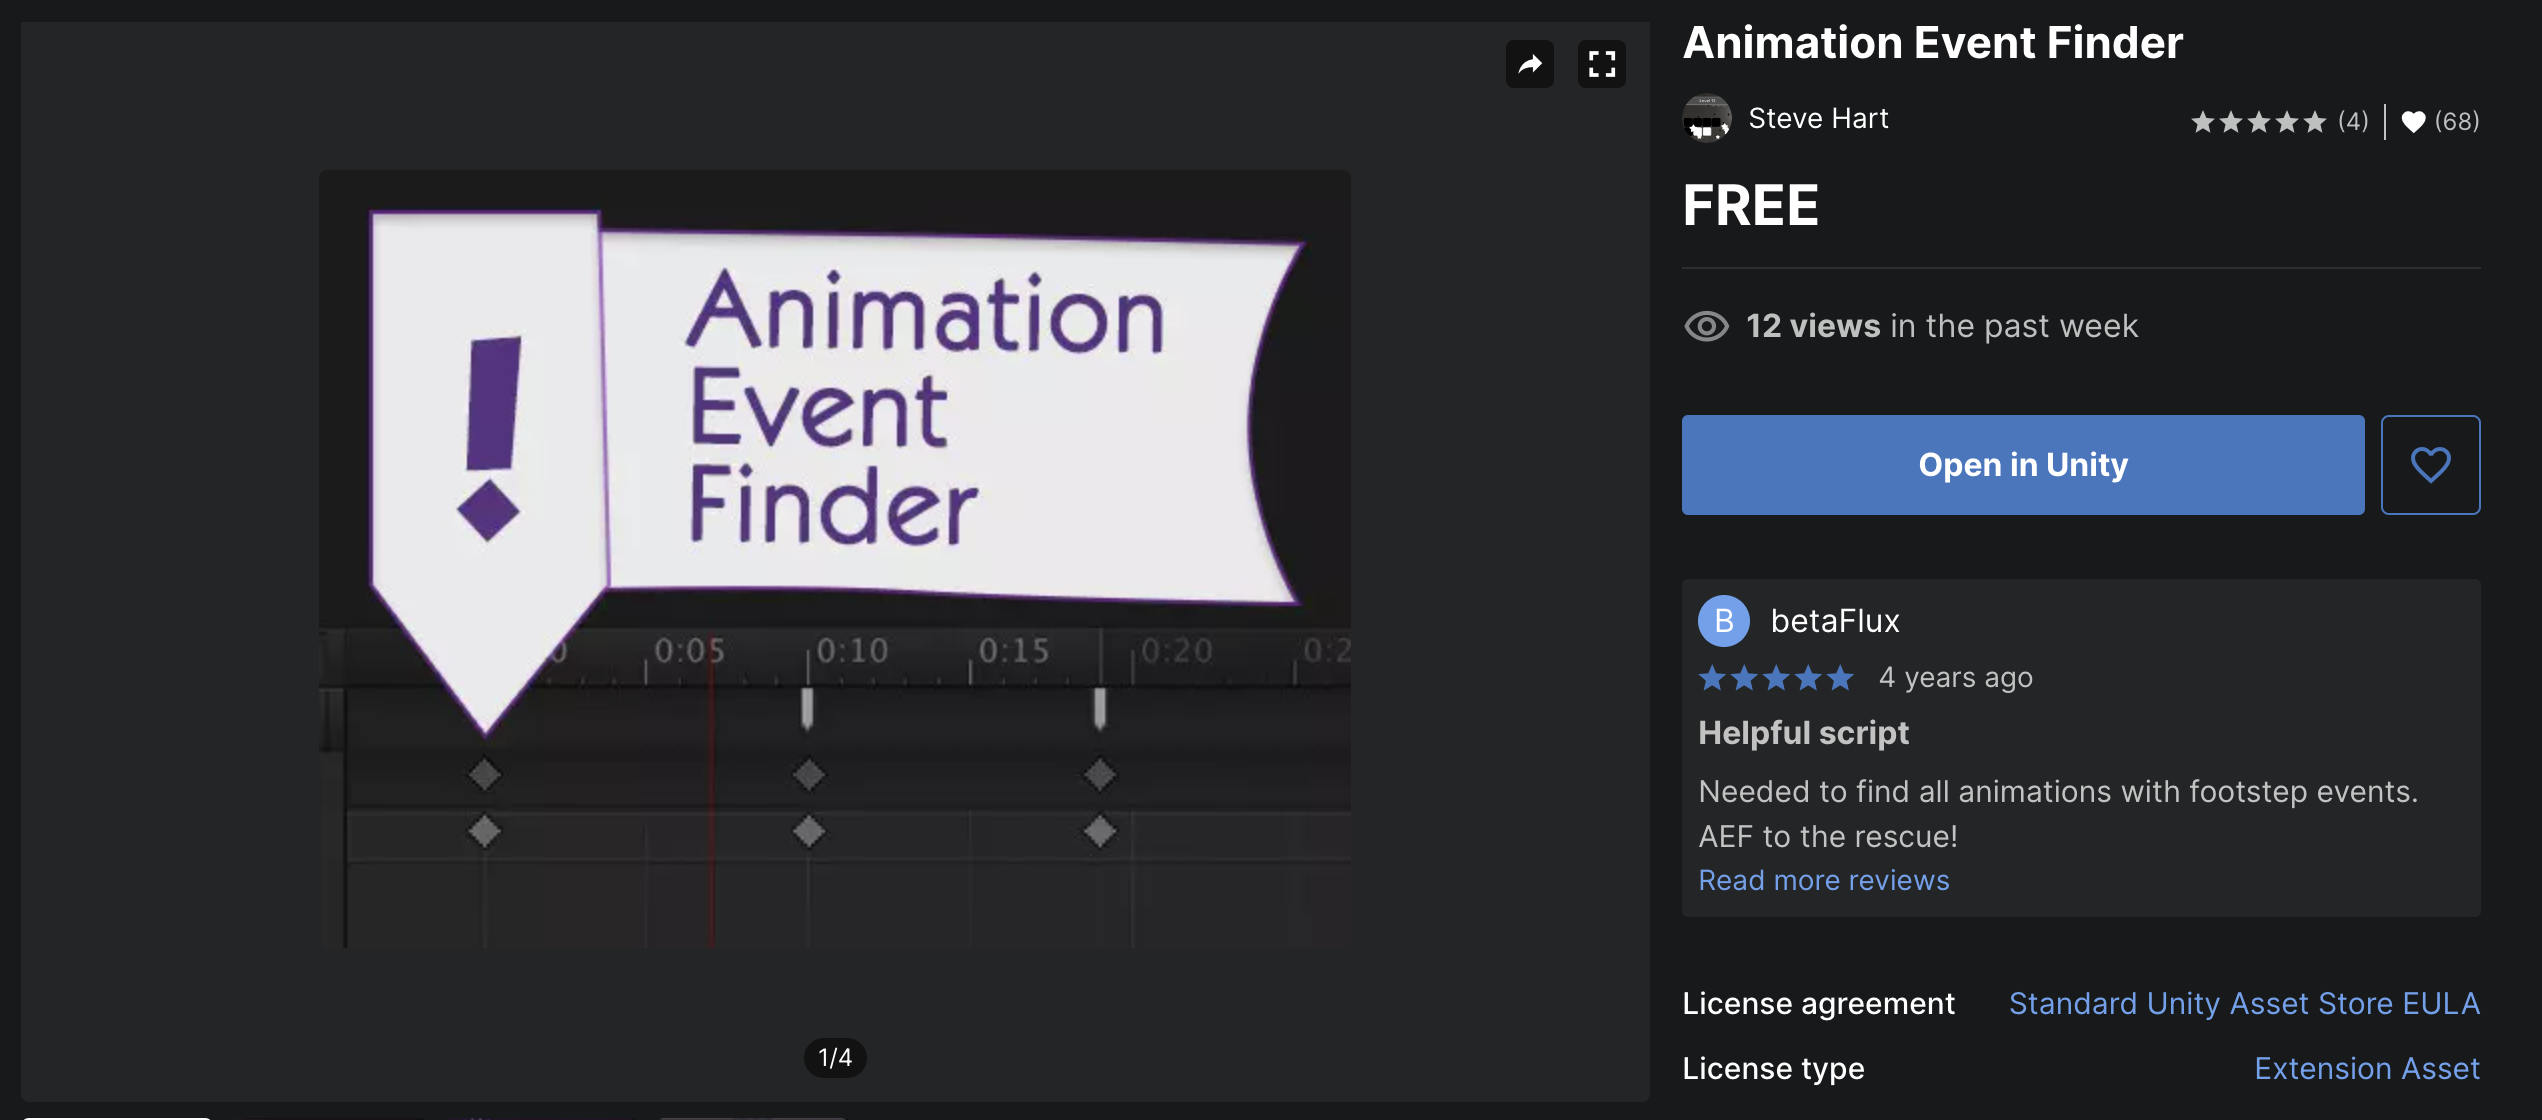 Animation Event Finder
Steve Hart
(4)
(68)
FREE
12 views in the past week
Open in Unity
!
Animation
Event
Finder
0:05
0:10
0:15
0:20
1/4
B
betaFlux
4 years ago
Helpful script
Needed to find all animations with footstep events.
AEF to the rescue!
Read more reviews
License agreement
Standard Unity Asset Store EULA
License type
Extension Asset